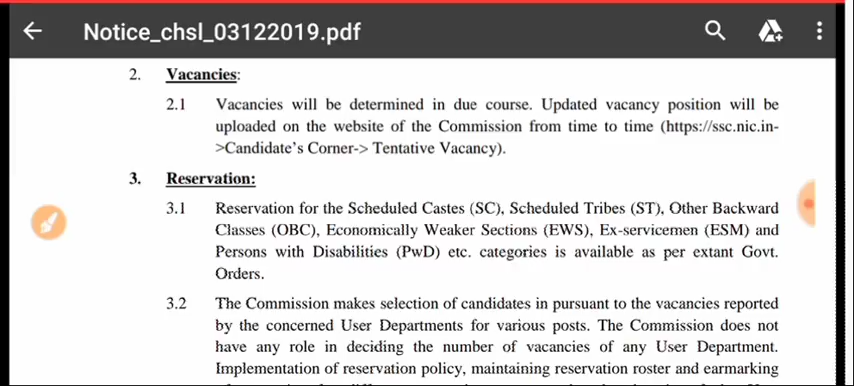 Notice_chsl_03122019.pdf
2. Vacancies:
2.1 Vacancies will be determined in due course. Updated vacancy position will be
uploaded on the website of the Commission from time to time (https://ssc.nic.in-
>Candidate's Corner-> Tentative Vacancy).
3. Reservation:
3.1 Reservation for the Scheduled Castes (SC), Scheduled Tribes (ST), Other Backward
Classes (OBC), Economically Weaker Sections (EWS), Ex-servicemen (ESM) and
Persons with Disabilities (PwD) etc. categories is available as per extant Govt.
Orders.
3.2 The Commission makes selection of candidates in pursuant to the vacancies reported
by the concerned User Departments for various posts. The Commission does not
have any role in deciding the number of vacancies of any User Department.
Implementation of reservation policy, maintaining reservation roster and earmarking